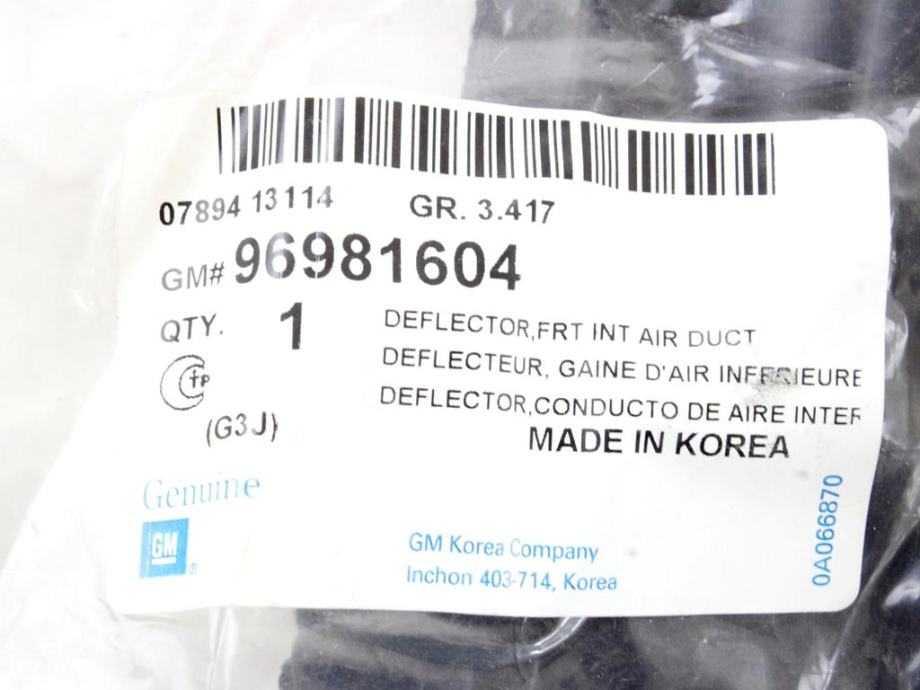 07894 13114 GR. 3.417
GM# 96981604
QTY. 1
DEFLECTOR,FRT INT AIR DUCT
DEFLECTEUR, GAINE D'AIR INFERIEURE
DEFLECTOR,CONDUCTO DE AIRE INTER
MADE IN KOREA
(G3J)
Genuine
GM
GM Korea Company
Inchon 403-714, Korea
0A066870